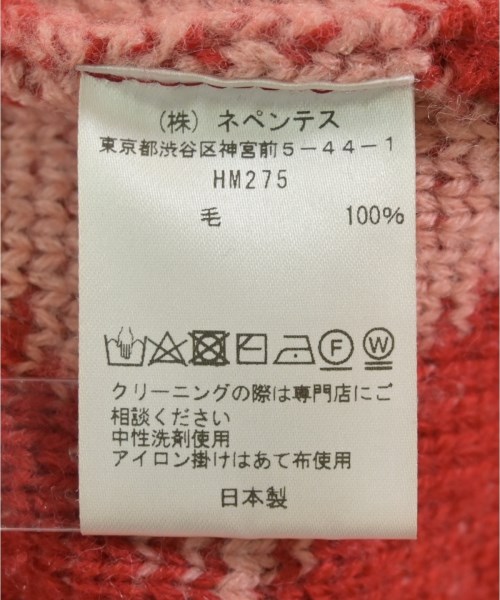 (株) ネペンテス
東京都渋谷区神宮前5-44-1
HM275
毛 100%
F W
クリーニングの際は専門店にご
相談ください
中性洗剤使用
アイロン掛けはあて布使用
日本製